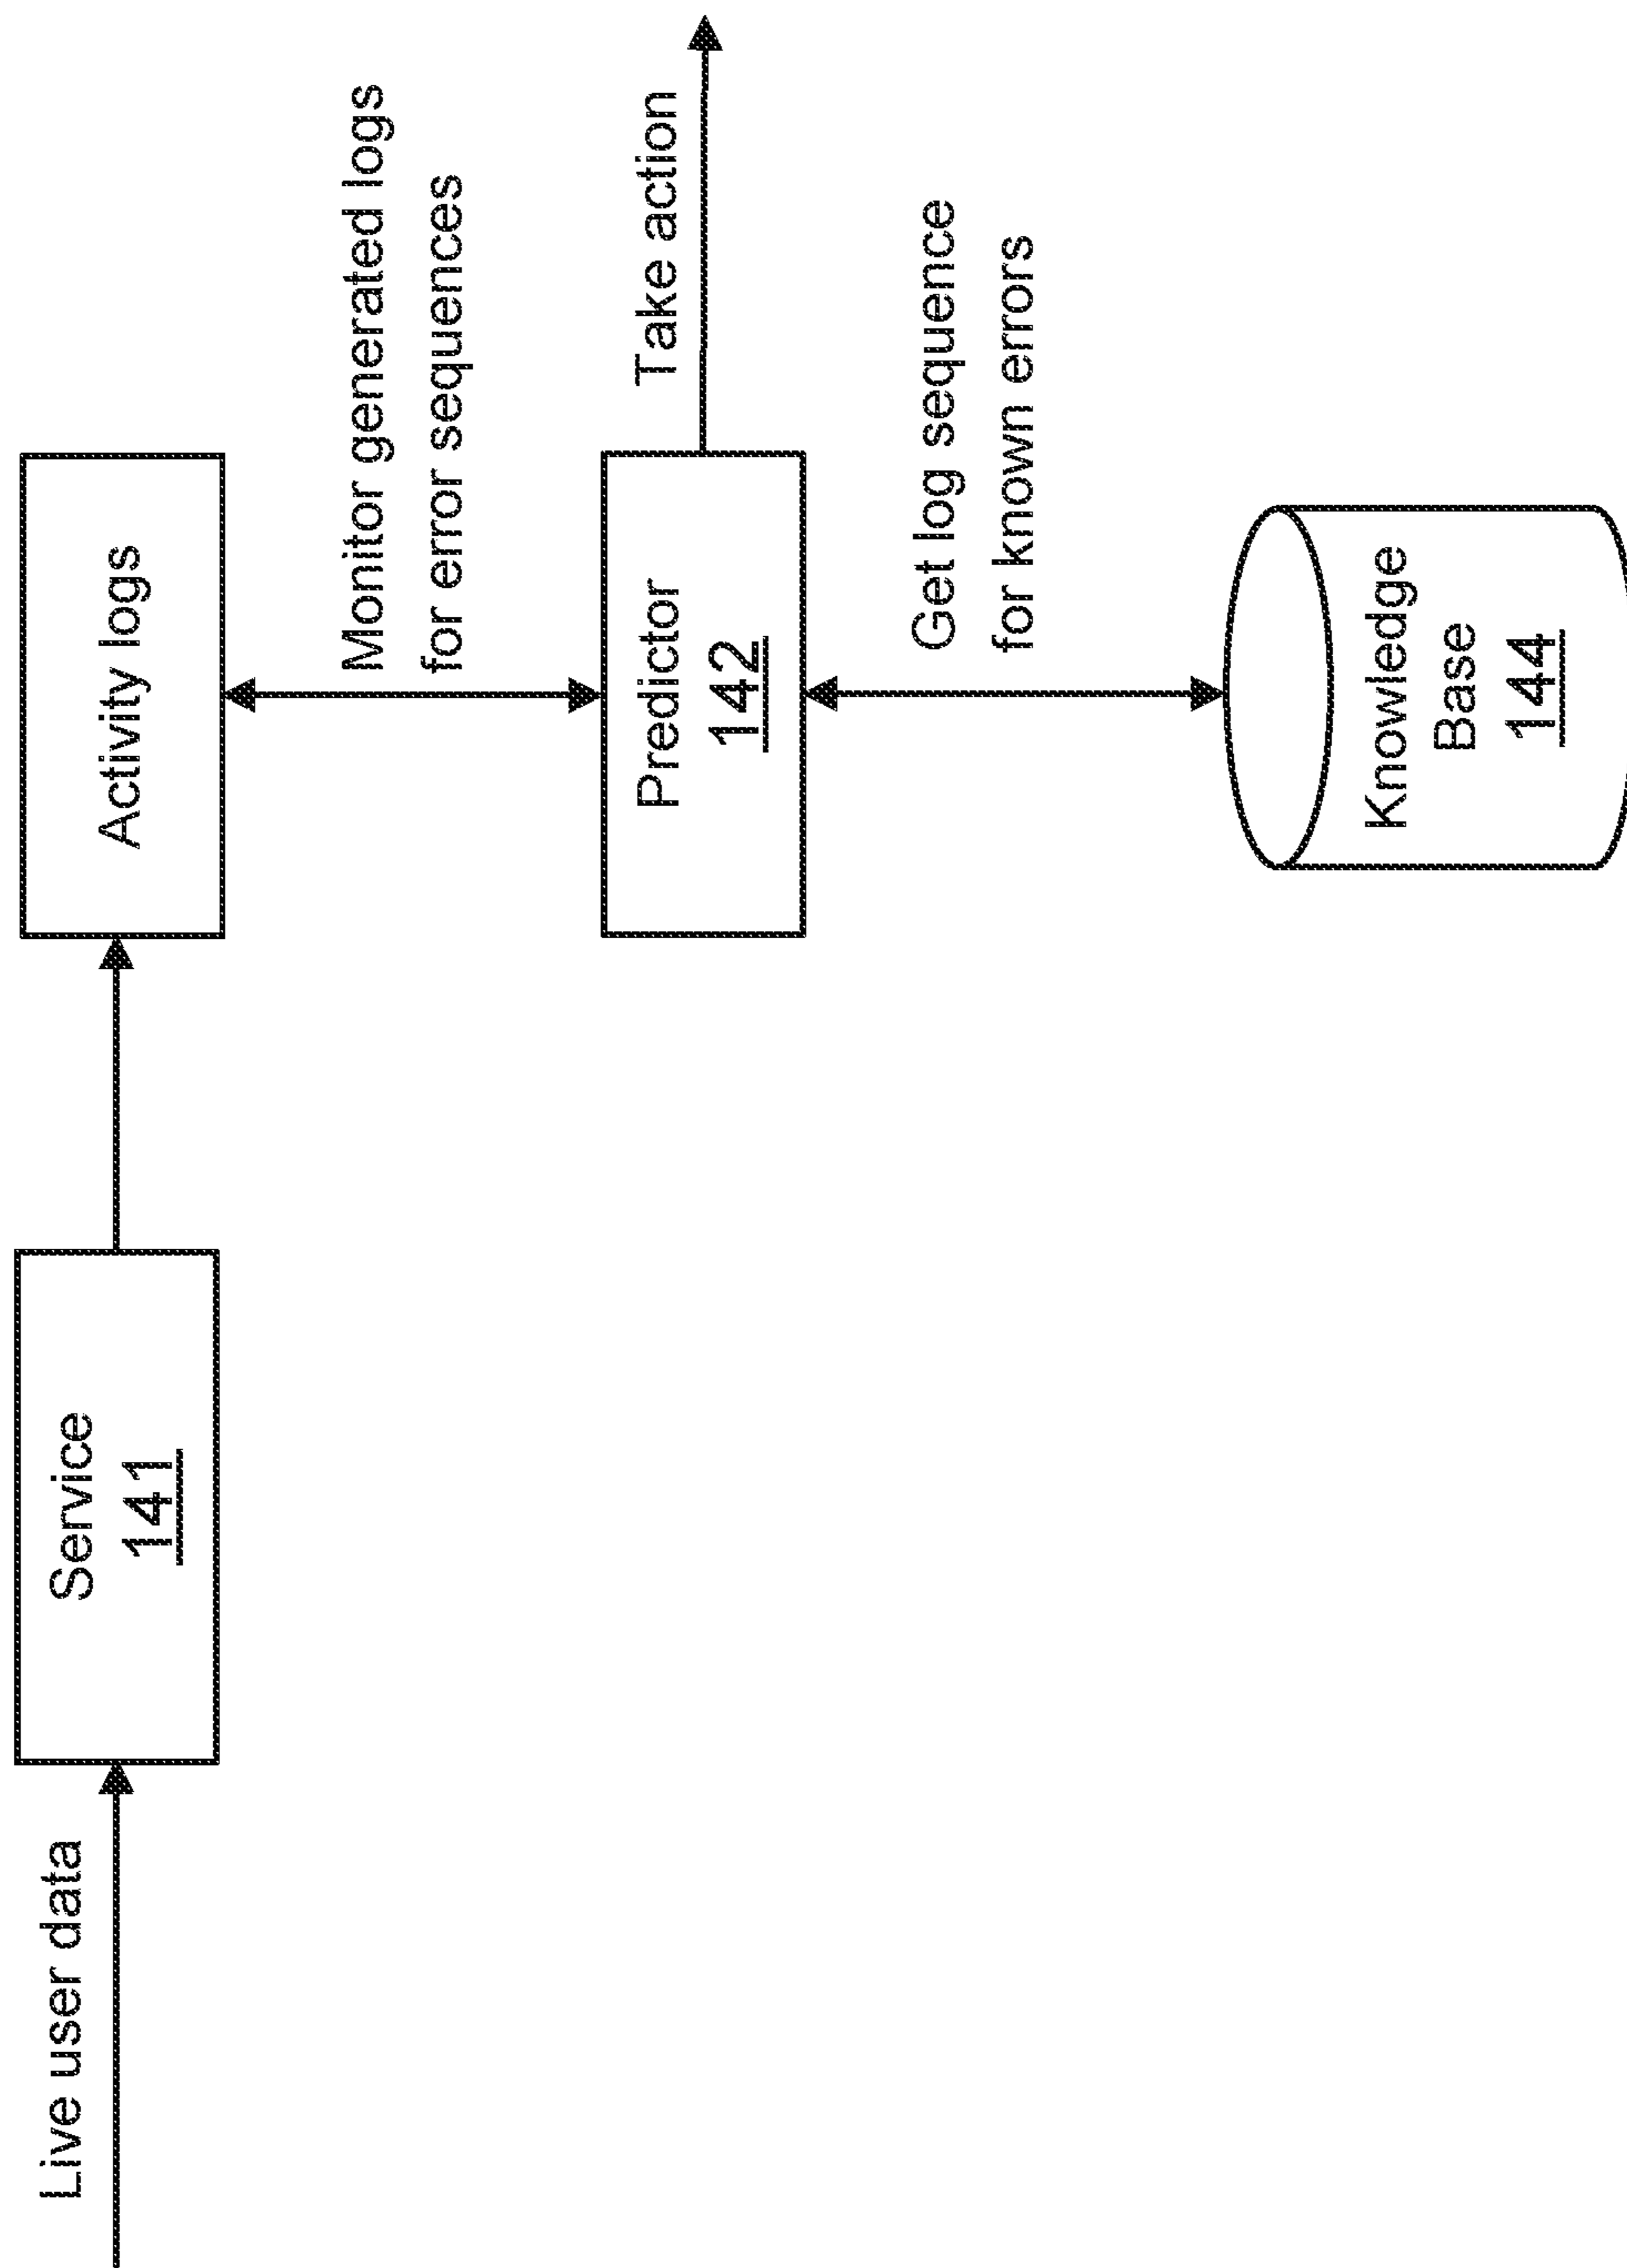 Live user data
Service
141
Activity logs
Monitor generated logs
for error sequences
Predictor
142
Take action
Get log sequence
for known errors
Knowledge
Base
144